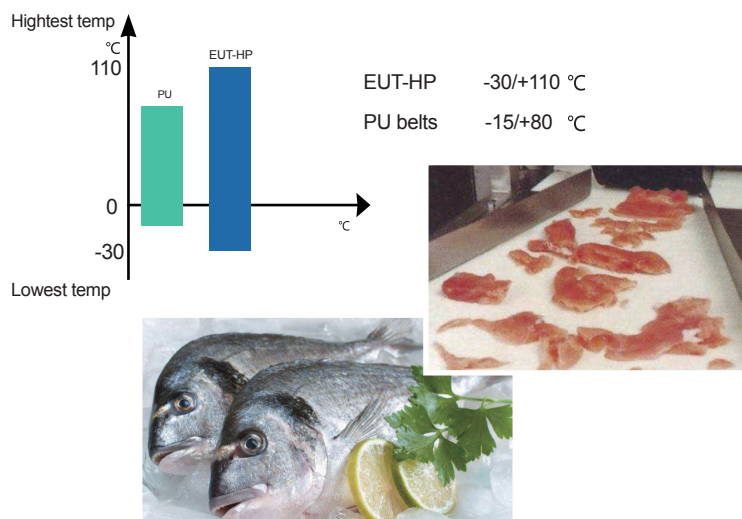 Hightest temp
℃
110
EUT-HP
PU
0
℃
-30
Lowest temp
EUT-HP -30/+110 ℃
PU belts -15/+80 ℃